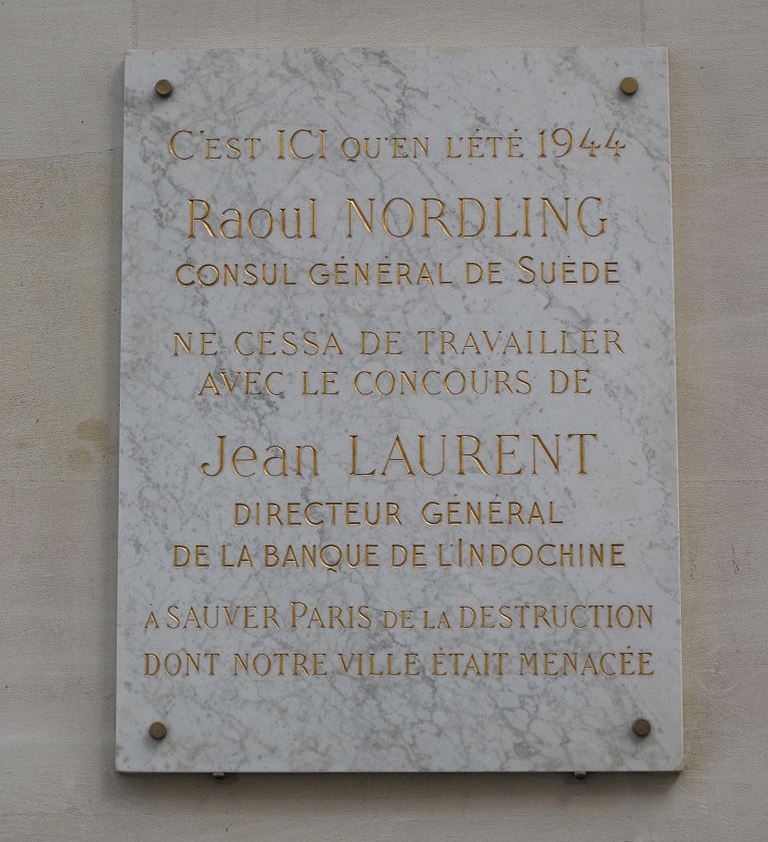 C'EST ICI QU'EN L'ÉTÉ 1944
Raoul NORDLING
CONSUL GÉNÉRAL DE SUÈDE
NE CESSA DE TRAVAILLER
AVEC LE CONCOURS DE
Jean LAURENT
DIRECTEUR GÉNÉRAL
DE LA BANQUE DE L'INDOCHINE
À SAUVER PARIS DE LA DESTRUCTION
DONT NOTRE VILLE ÉTAIT MENACÉE